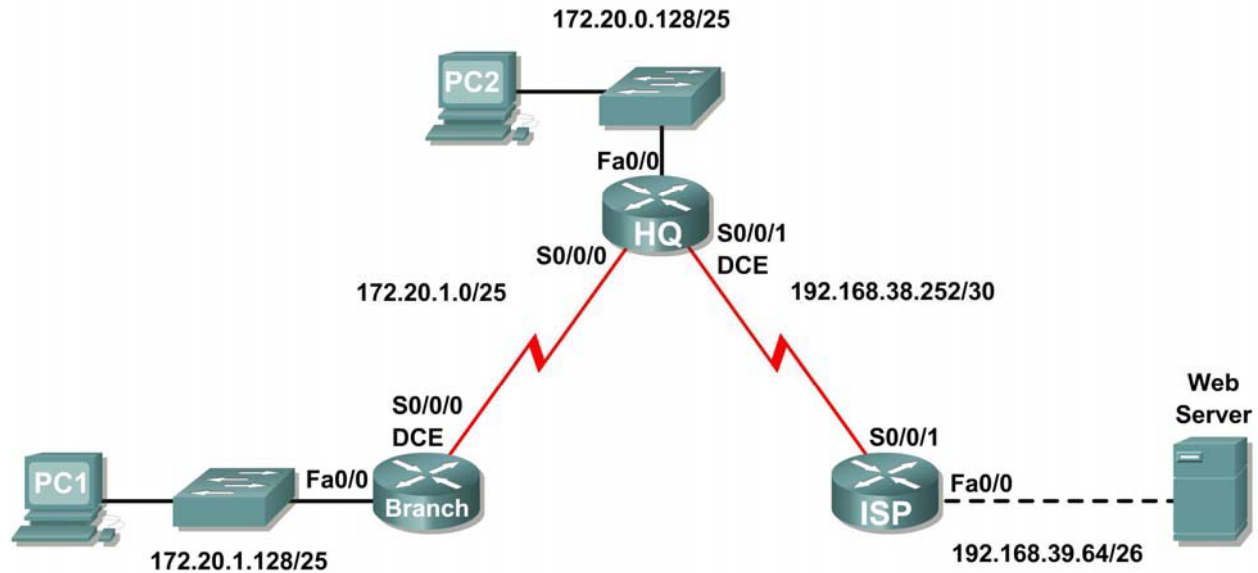 172.20.0.128/25
PC2
Fa0/0
HQ
S0/0/0
S0/0/1
DCE
172.20.1.0/25
192.168.38.252/30
S0/0/0
DCE
Web
Server
S0/0/1
PC1
Fa0/0
Branch
ISP
Fa0/0
172.20.1.128/25
192.168.39.64/26